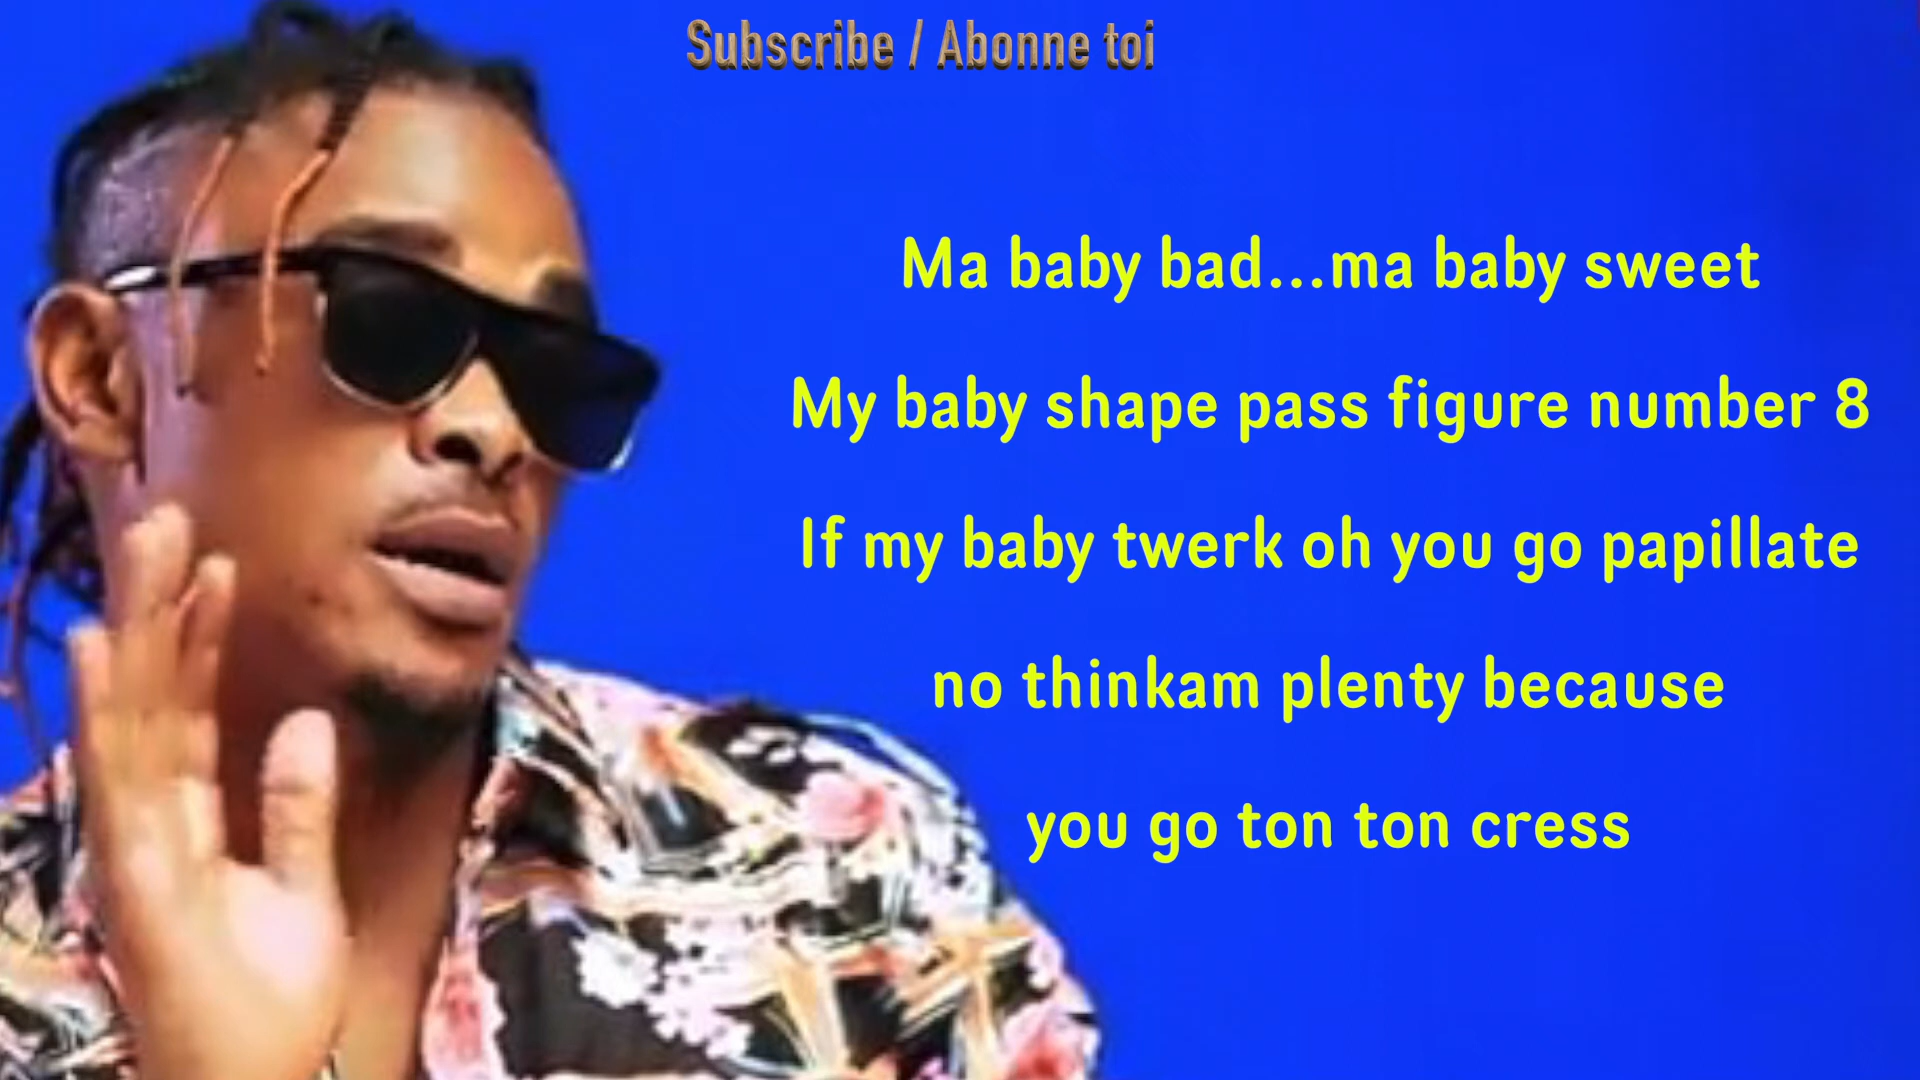 Subscribe / Abonne toi
Ma baby bad...ma baby sweet
My baby shape pass figure number 8
If my baby twerk oh you go papillate
no thinkam plenty because
you go ton ton cress